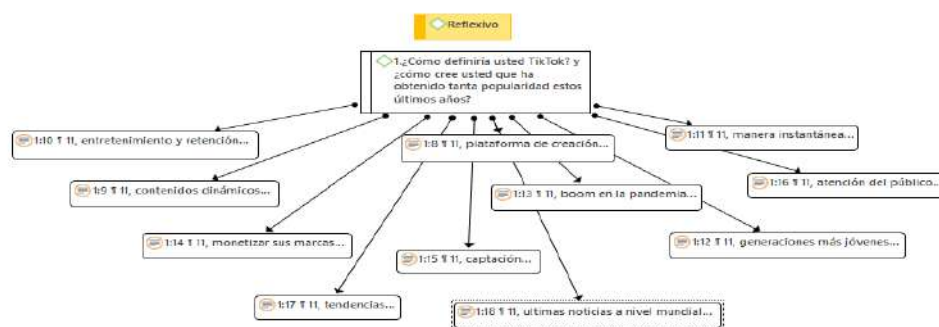 Reflexivo
1.¿Cómo definiría usted TikTok? y
¿cómo cree usted que ha
obtenido tanta popularidad estos
últimos años?
1:10 ¶ 11, entretenimiento y retención...
1:8 ¶ 11, plataforma de creación...
1:11 ¶ 11, manera instantánea...
1:9 ¶ 11, contenidos dinámicos...
1:13 ¶ 11, boom en la pandemia...
1:16 ¶ 11, atención del público...
1:14 ¶ 11, monetizar sus marcas...
1:15 ¶ 11, captación...
1:12 ¶ 11, generaciones más jóvenes...
1:17 ¶ 11, tendencias...
1:18 ¶ 11, ultimas noticias a nivel mundial...